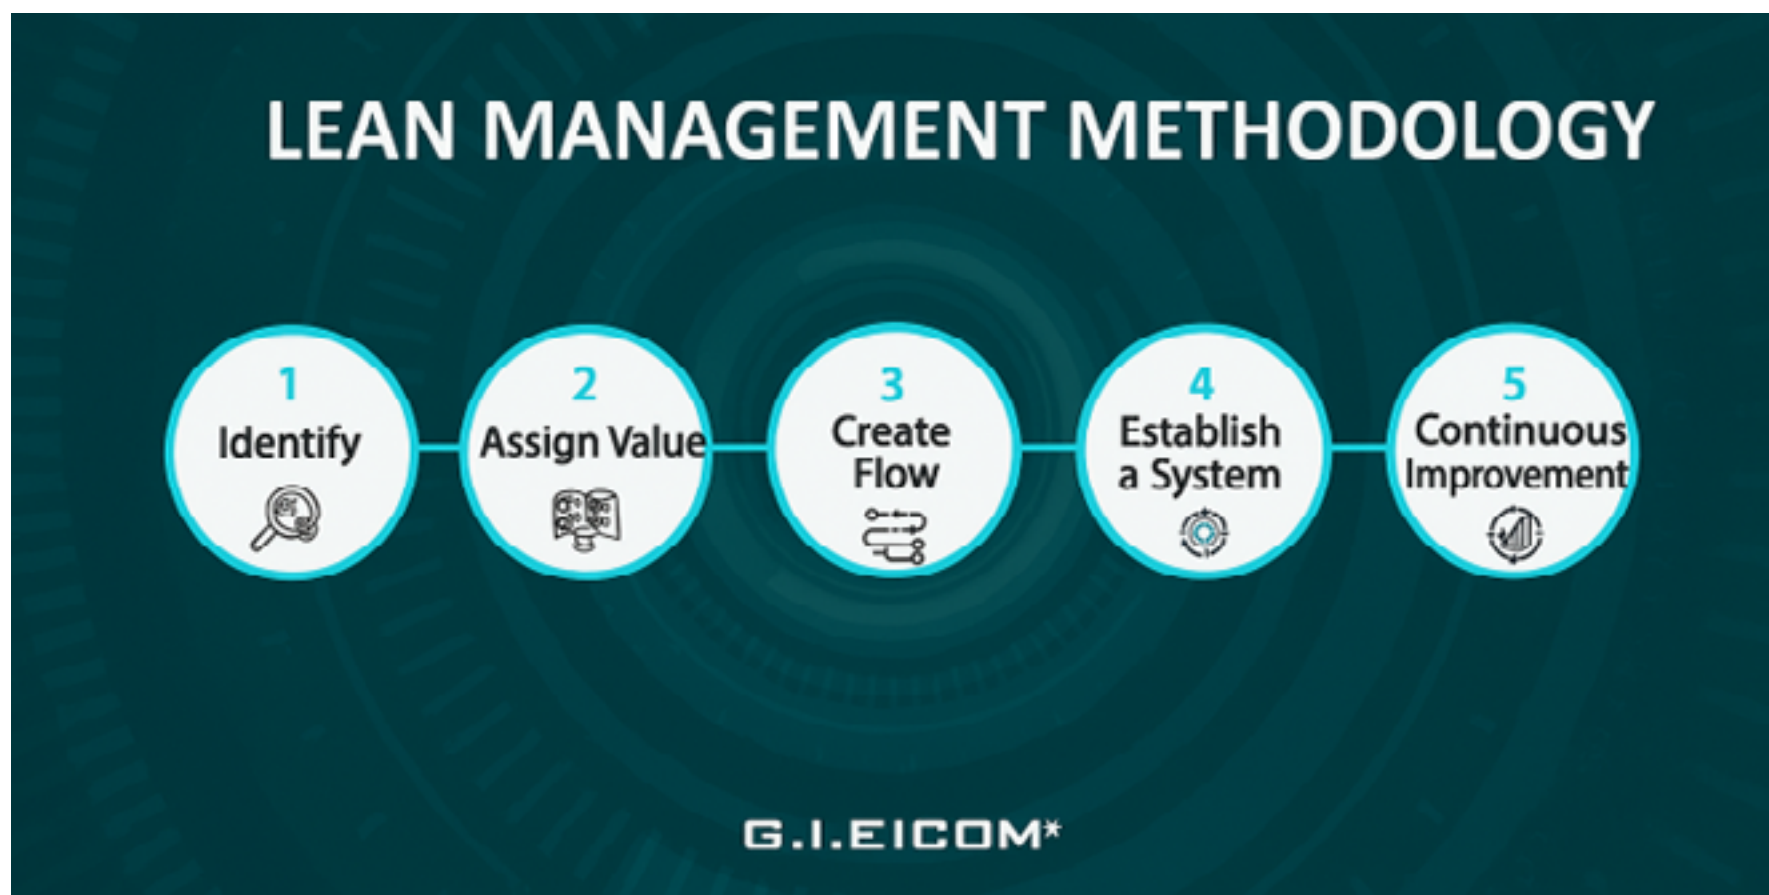 LEAN MANAGEMENT METHODOLOGY
1
Identify
2
Assign Value
3
Create
Flow
4
Establish
a System
5
Continuous
Improvement
G.I.EICOM*